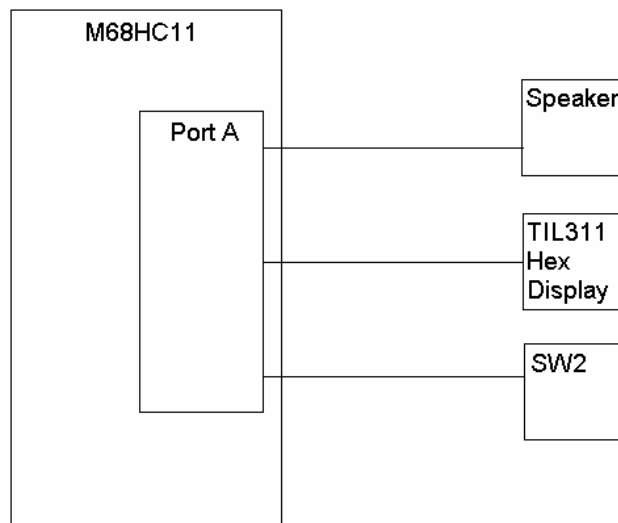 M68HC11
Port A
Speaker
TIL311
Hex
Display
SW2